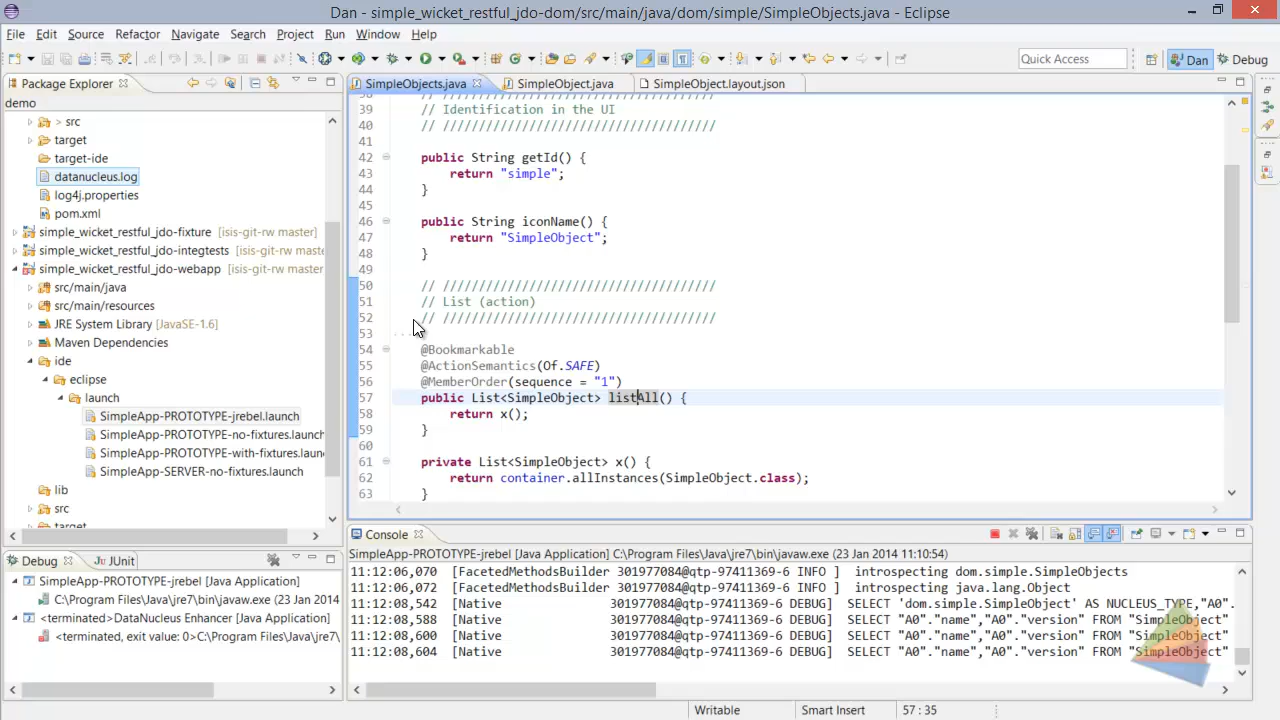 Dan - simple_wicket_restful_jdo-dom/src/main/java/dom/simple/SimpleObjects.java - Eclipse
File Edit Source Refactor Navigate Search Project Run Window Help
Quick Access
Dan
Debug
Package Explorer
demo
> src
target
target-ide
datanucleus.log
log4j.properties
pom.xml
simple_wicket_restful_jdo-fixture [isis-git-rw master]
simple_wicket_restful_jdo-integtests [isis-git-rw master
simple_wicket_restful_jdo-webapp [isis-git-rw master
src/main/java
src/main/resources
JRE System Library [JavaSE-1.6]
Maven Dependencies
ide
eclipse
launch
SimpleApp-PROTOTYPE-jrebel.launch
SimpleApp-PROTOTYPE-no-fixtures.launch
SimpleApp-PROTOTYPE-with-fixtures.launch
SimpleApp-SERVER-no-fixtures.launch
lib
src
target
SimpleObjects.java
SimpleObject.java
SimpleObject.layout.json
38 // //////////////////////////////////////
39 // Identification in the UI
40 // //////////////////////////////////////
41
42 public String getId() {
43 return "simple";
44 }
45
46 public String iconName() {
47 return "SimpleObject";
48 }
49
50 // //////////////////////////////////////
51 // List (action)
52 // //////////////////////////////////////
53
54 @Bookmarkable
55 @ActionSemantics(Of.SAFE)
56 @MemberOrder(sequence = "1")
57 public List<SimpleObject> listAll() {
58 return x();
59 }
60
61 private List<SimpleObject> x() {
62 return container.allInstances(SimpleObject.class);
63 }
Debug
JUnit
SimpleApp-PROTOTYPE-jrebel [Java Application]
C:\Program Files\Java\jre7\bin\javaw.exe (23 Jan 2014
<terminated>DataNucleus Enhancer [Java Application]
<terminated, exit value: 0>C:\Program Files\Java\jre7\
Console
SimpleApp-PROTOTYPE-jrebel [Java Application] C:\Program Files\Java\jre7\bin\javaw.exe (23 Jan 2014 11:10:54)
11:12:06,070 [FacetedMethodsBuilder 301977084@qtp-97411369-6 INFO ] introspecting dom.simple.SimpleObjects
11:12:06,072 [FacetedMethodsBuilder 301977084@qtp-97411369-6 INFO ] introspecting java.lang.Object
11:12:08,542 [Native 301977084@qtp-97411369-6 DEBUG] SELECT 'dom.simple.SimpleObject' AS NUCLEUS_TYPE,"A0".
11:12:08,588 [Native 301977084@qtp-97411369-6 DEBUG] SELECT "A0"."name","A0"."version" FROM "SimpleObject"
11:12:08,600 [Native 301977084@qtp-97411369-6 DEBUG] SELECT "A0"."name","A0"."version" FROM "SimpleObject"
11:12:08,604 [Native 301977084@qtp-97411369-6 DEBUG] SELECT "A0"."name","A0"."version" FROM "SimpleObject"
Writable
Smart Insert
57 : 35